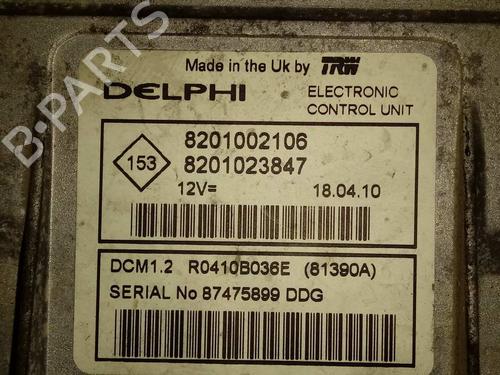 Made in the Uk by TRW
DELPHI
ELECTRONIC
CONTROL UNIT
153
8201002106
8201023847
12V=
18.04.10
DCM1.2 R0410B036E (81390A)
SERIAL No 87475899 DDG
B-PARTS